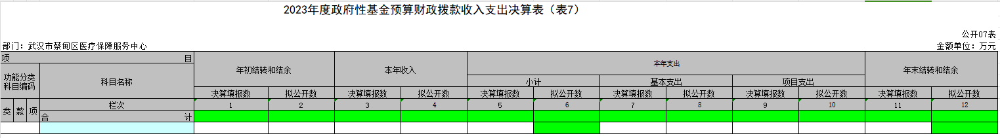 2023年度政府性基金预算财政拨款收入支出决算表（表7）
公开07表
部门：武汉市蔡甸区医疗保障服务中心 金额单位：万元
项 目 年初结转和结余 本年收入 本年支出 年末结转和结余
功能分类科目编码 科目名称 小计 基本支出 项目支出
决算填报数 拟公开数 决算填报数 拟公开数 决算填报数 拟公开数 决算填报数 拟公开数 决算填报数 拟公开数 决算填报数 拟公开数
类 款 项 栏次 1 2 3 4 5 6 7 8 9 10 11 12
合 计